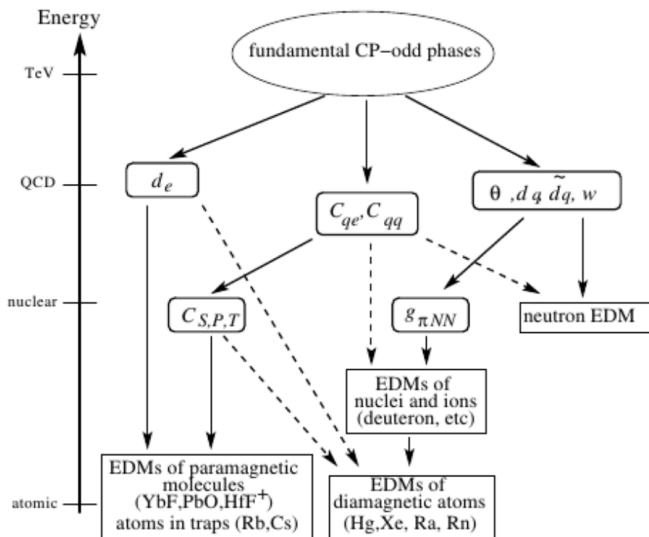 Energy
fundamental CP-odd phases
TeV
QCD
d_e
C_qe, C_qq
θ ,d q, d̃q, w
nuclear
C_S,P,T
g_πNN
neutron EDM
EDMs of
nuclei and ions
(deuteron, etc)
EDMs of paramagnetic
molecules
(YbF,PbO,HfF⁺)
atoms in traps (Rb,Cs)
EDMs of
diamagnetic atoms
(Hg,Xe, Ra, Rn)
atomic